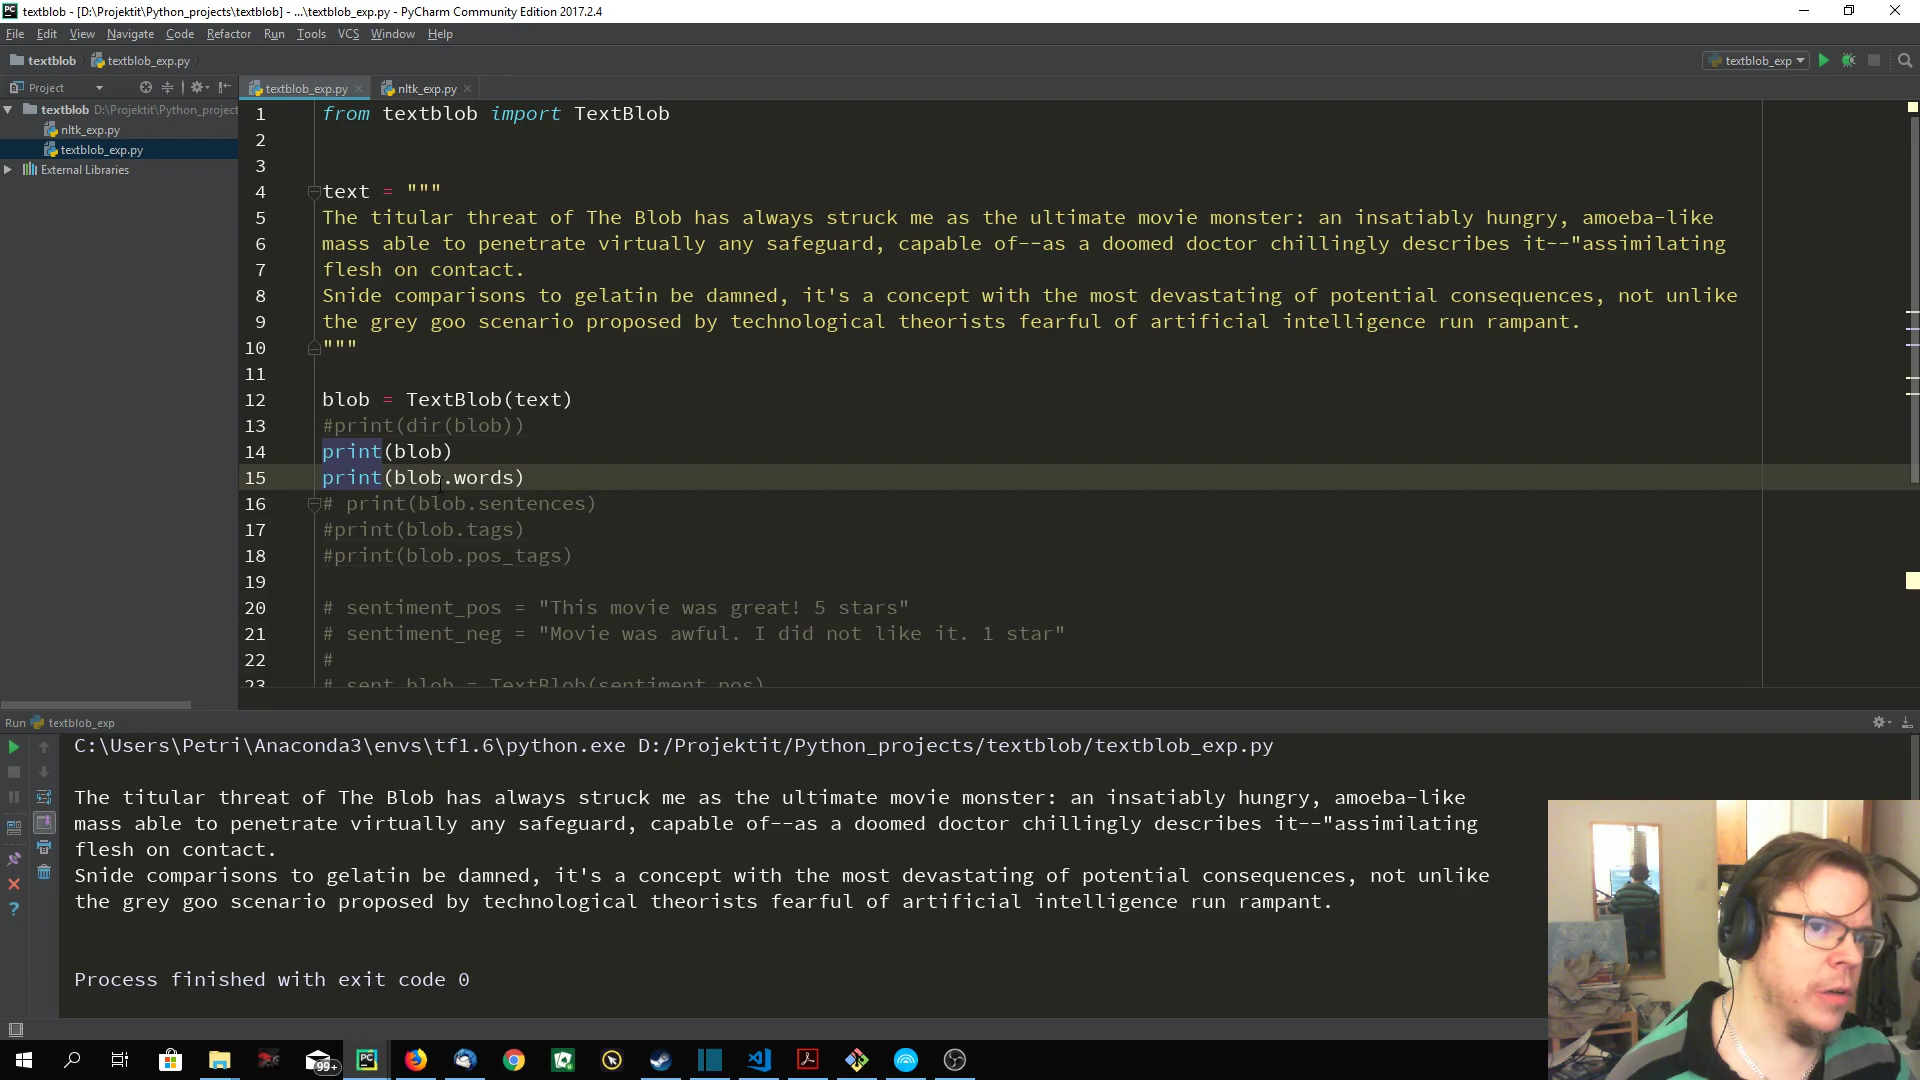 textblob - [D:\Projektit\Python_projects\textblob] - ...\textblob_exp.py - PyCharm Community Edition 2017.2.4
File Edit View Navigate Code Refactor Run Tools VCS Window Help
textblob textblob_exp.py textblob_exp
Project textblob_exp.py nltk_exp.py
textblob D:\Projektit\Python_project
nltk_exp.py
textblob_exp.py
External Libraries
1 from textblob import TextBlob
2
3
4 text = """
5 The titular threat of The Blob has always struck me as the ultimate movie monster: an insatiably hungry, amoeba-like
6 mass able to penetrate virtually any safeguard, capable of--as a doomed doctor chillingly describes it--"assimilating
7 flesh on contact.
8 Snide comparisons to gelatin be damned, it's a concept with the most devastating of potential consequences, not unlike
9 the grey goo scenario proposed by technological theorists fearful of artificial intelligence run rampant.
10 """
11
12 blob = TextBlob(text)
13 #print(dir(blob))
14 print(blob)
15 print(blob.words)
16 # print(blob.sentences)
17 #print(blob.tags)
18 #print(blob.pos_tags)
19
20 # sentiment_pos = "This movie was great! 5 stars"
21 # sentiment_neg = "Movie was awful. I did not like it. 1 star"
22 #
23 # sent_blob = TextBlob(sentiment_pos)
Run textblob_exp
C:\Users\Petri\Anaconda3\envs\tf1.6\python.exe D:/Projektit/Python_projects/textblob/textblob_exp.py
The titular threat of The Blob has always struck me as the ultimate movie monster: an insatiably hungry, amoeba-like
mass able to penetrate virtually any safeguard, capable of--as a doomed doctor chillingly describes it--"assimilating
flesh on contact.
Snide comparisons to gelatin be damned, it's a concept with the most devastating of potential consequences, not unlike
the grey goo scenario proposed by technological theorists fearful of artificial intelligence run rampant.
Process finished with exit code 0
99+ PC